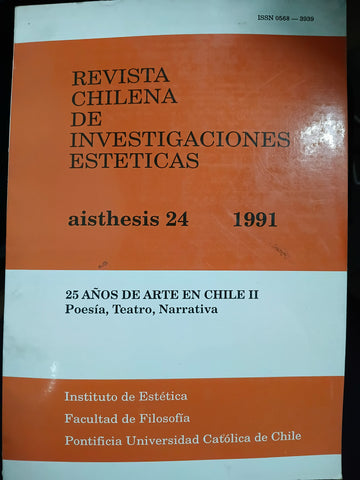 ISSN 0568 — 3939
REVISTA
CHILENA
DE
INVESTIGACIONES
ESTETICAS
aisthesis 24 1991
25 AÑOS DE ARTE EN CHILE II
Poesía, Teatro, Narrativa
Instituto de Estética
Facultad de Filosofía
Pontificia Universidad Católica de Chile